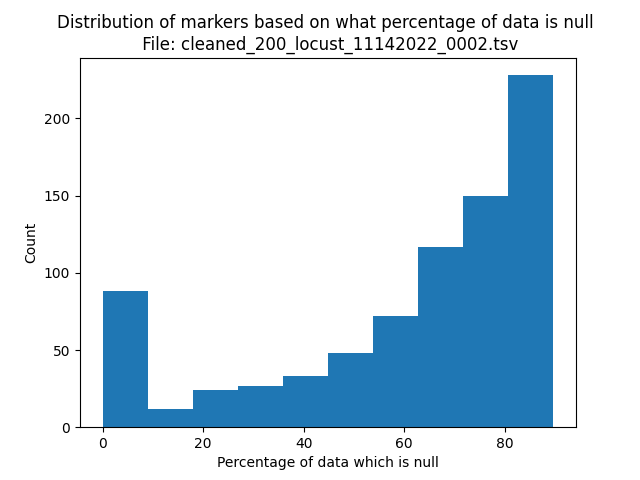 Distribution of markers based on what percentage of data is null
File: cleaned_200_locust_11142022_0002.tsv
200
150
100
50
0
Count
0 20 40 60 80
Percentage of data which is null